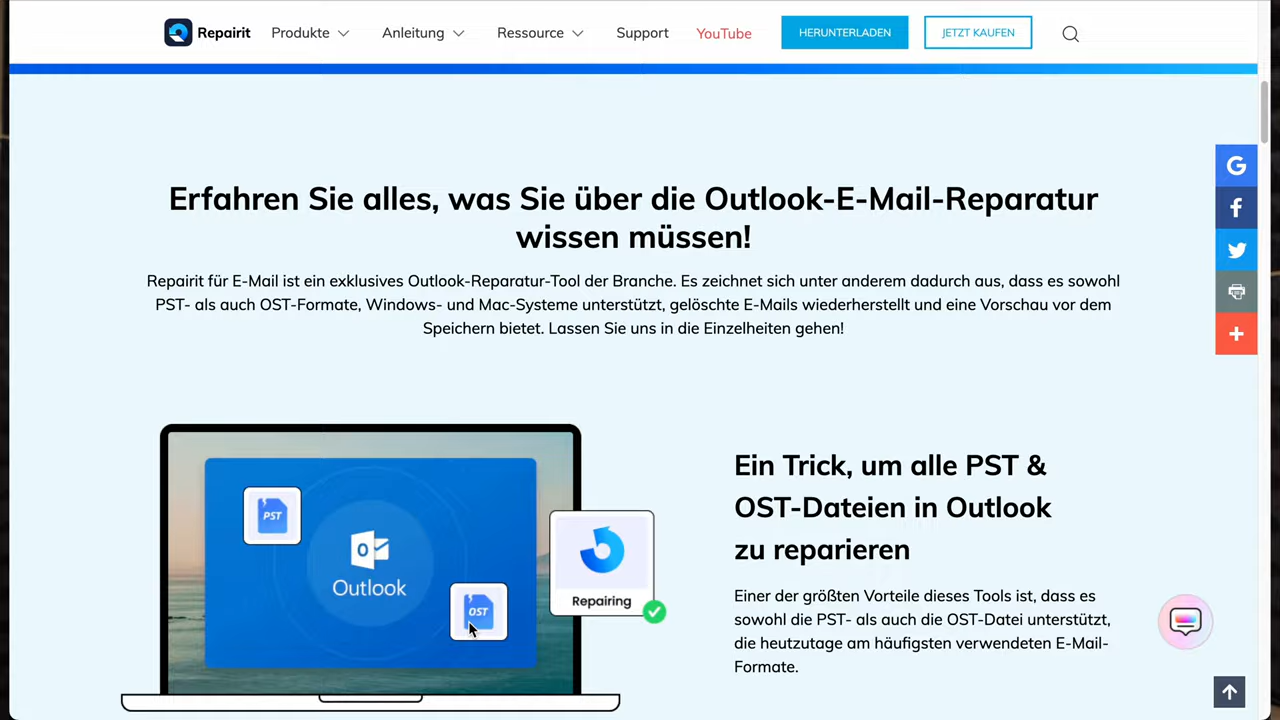 Repairit
Produkte
Anleitung
Ressource
Support
YouTube
HERUNTERLADEN
JETZT KAUFEN
Erfahren Sie alles, was Sie über die Outlook-E-Mail-Reparatur
wissen müssen!
Repairit für E-Mail ist ein exklusives Outlook-Reparatur-Tool der Branche. Es zeichnet sich unter anderem dadurch aus, dass es sowohl
PST- als auch OST-Formate, Windows- und Mac-Systeme unterstützt, gelöschte E-Mails wiederherstellt und eine Vorschau vor dem
Speichern bietet. Lassen Sie uns in die Einzelheiten gehen!
PST
Outlook
OST
Repairing
Ein Trick, um alle PST &
OST-Dateien in Outlook
zu reparieren
Einer der größten Vorteile dieses Tools ist, dass es
sowohl die PST- als auch die OST-Datei unterstützt,
die heutzutage am häufigsten verwendeten E-Mail-
Formate.